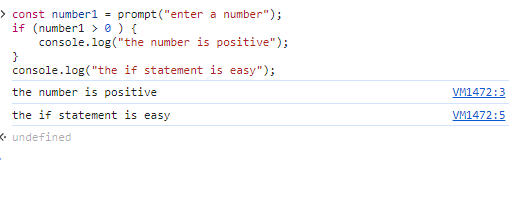 > const number1 = prompt("enter a number");
if (number1 > 0 ) {
    console.log("the number is positive");
}
console.log("the if statement is easy");
the number is positive VM1472:3
the if statement is easy VM1472:5
undefined